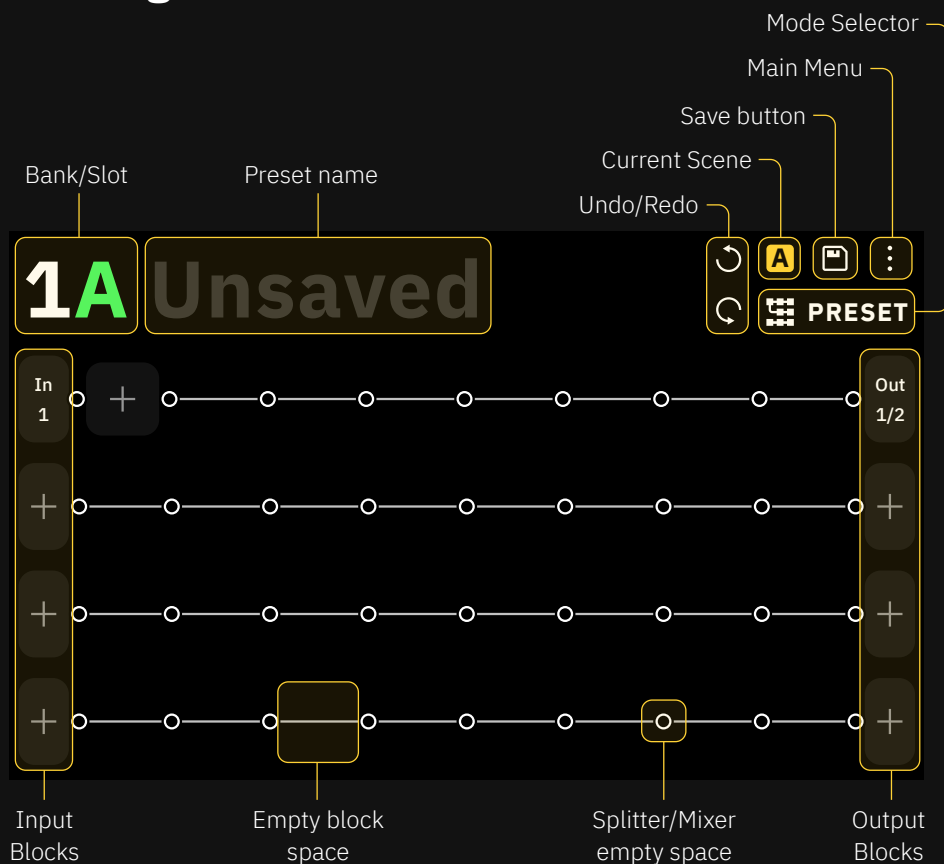 Mode Selector
Main Menu
Save button
Current Scene
Bank/Slot
Preset name
Undo/Redo
1A
Unsaved
A
PRESET
In
1
Out
1/2
Input
Blocks
Empty block
space
Splitter/Mixer
empty space
Output
Blocks